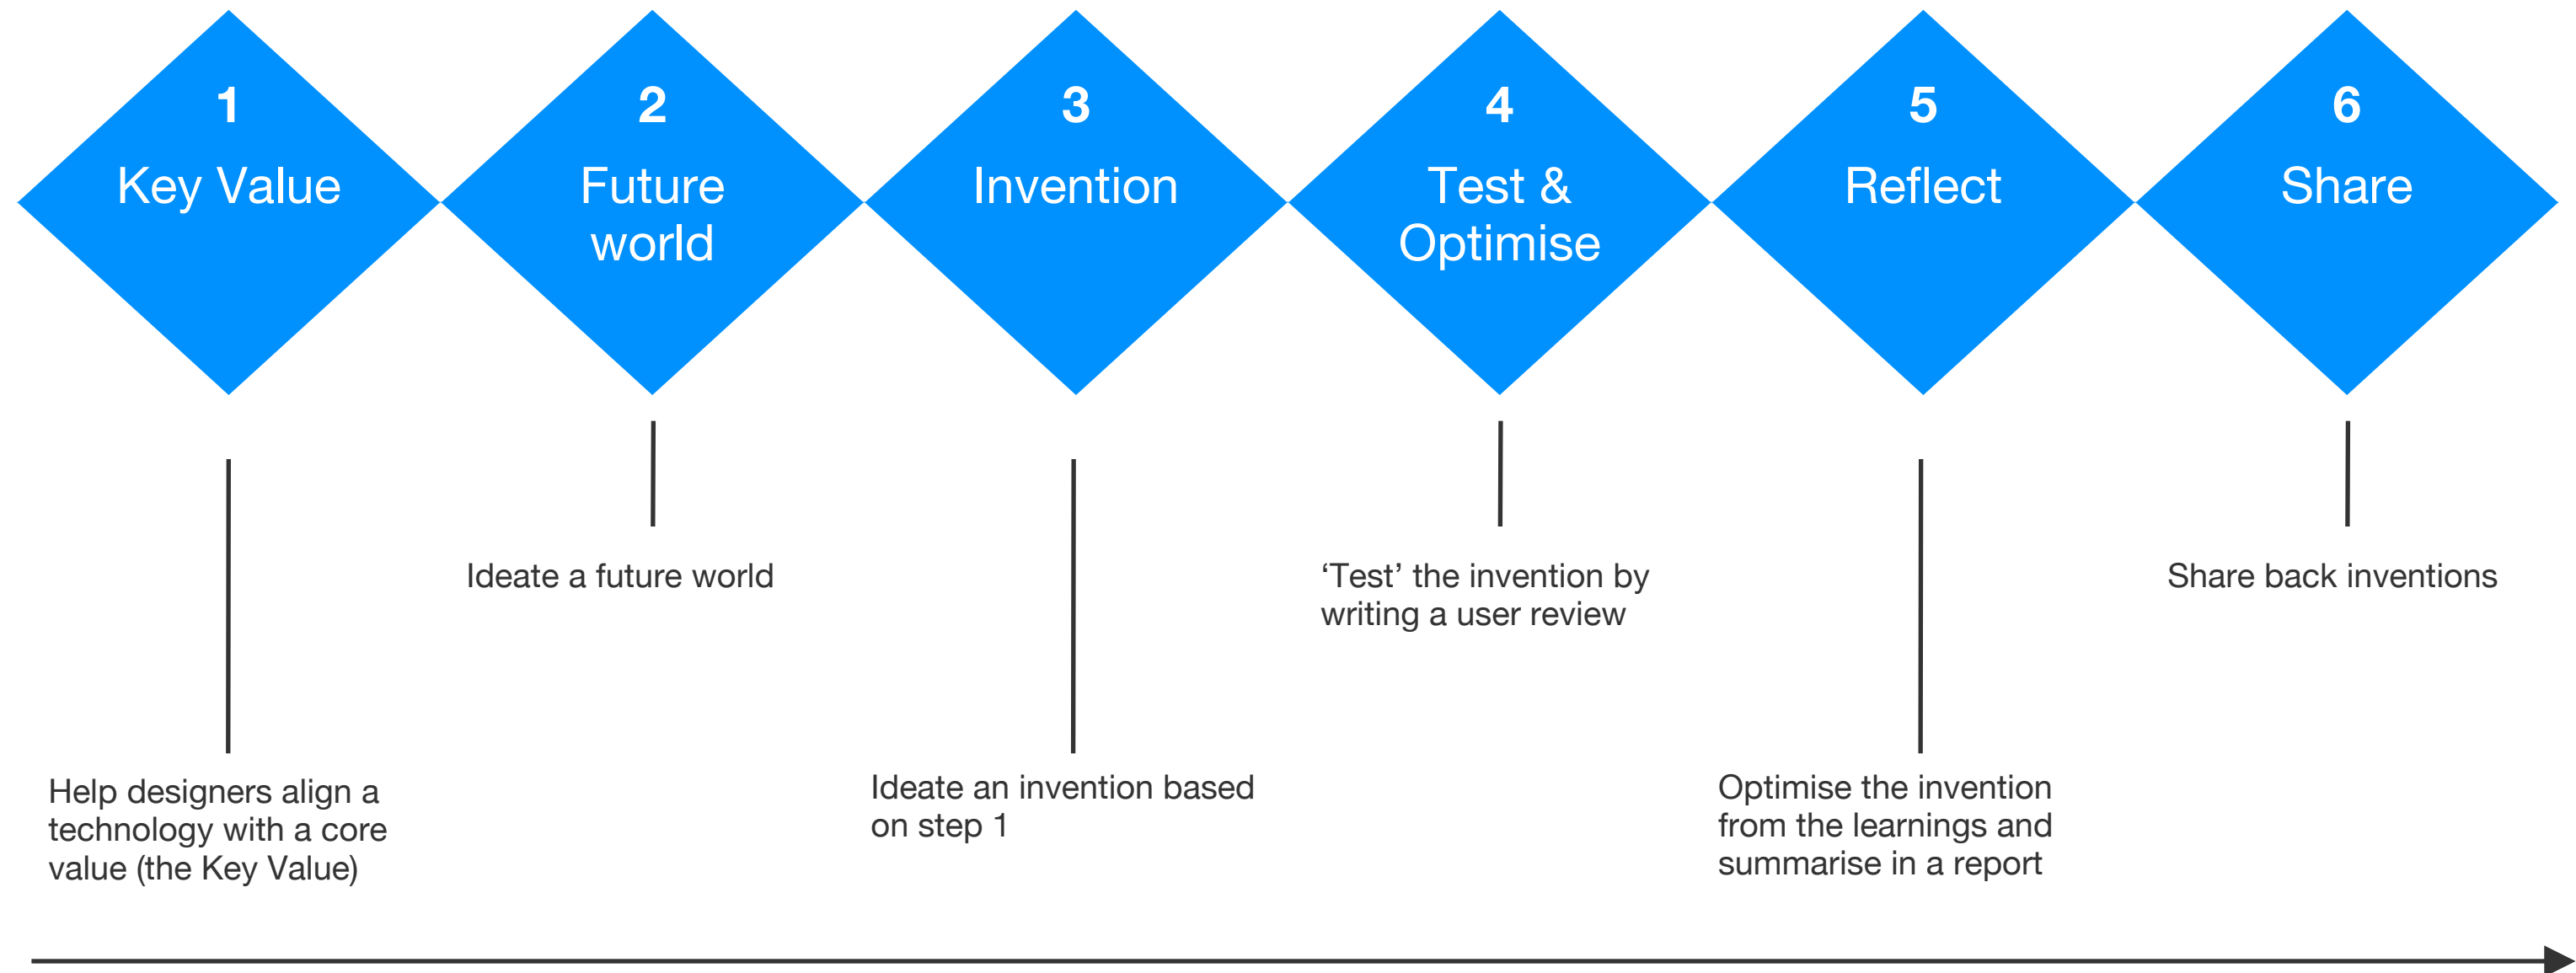 1
Key Value
2
Future
world
3
Invention
4
Test &
Optimise
5
Reflect
6
Share
Help designers align a
technology with a core
value (the Key Value)
Ideate a future world
Ideate an invention based
on step 1
‘Test’ the invention by
writing a user review
Optimise the invention
from the learnings and
summarise in a report
Share back inventions